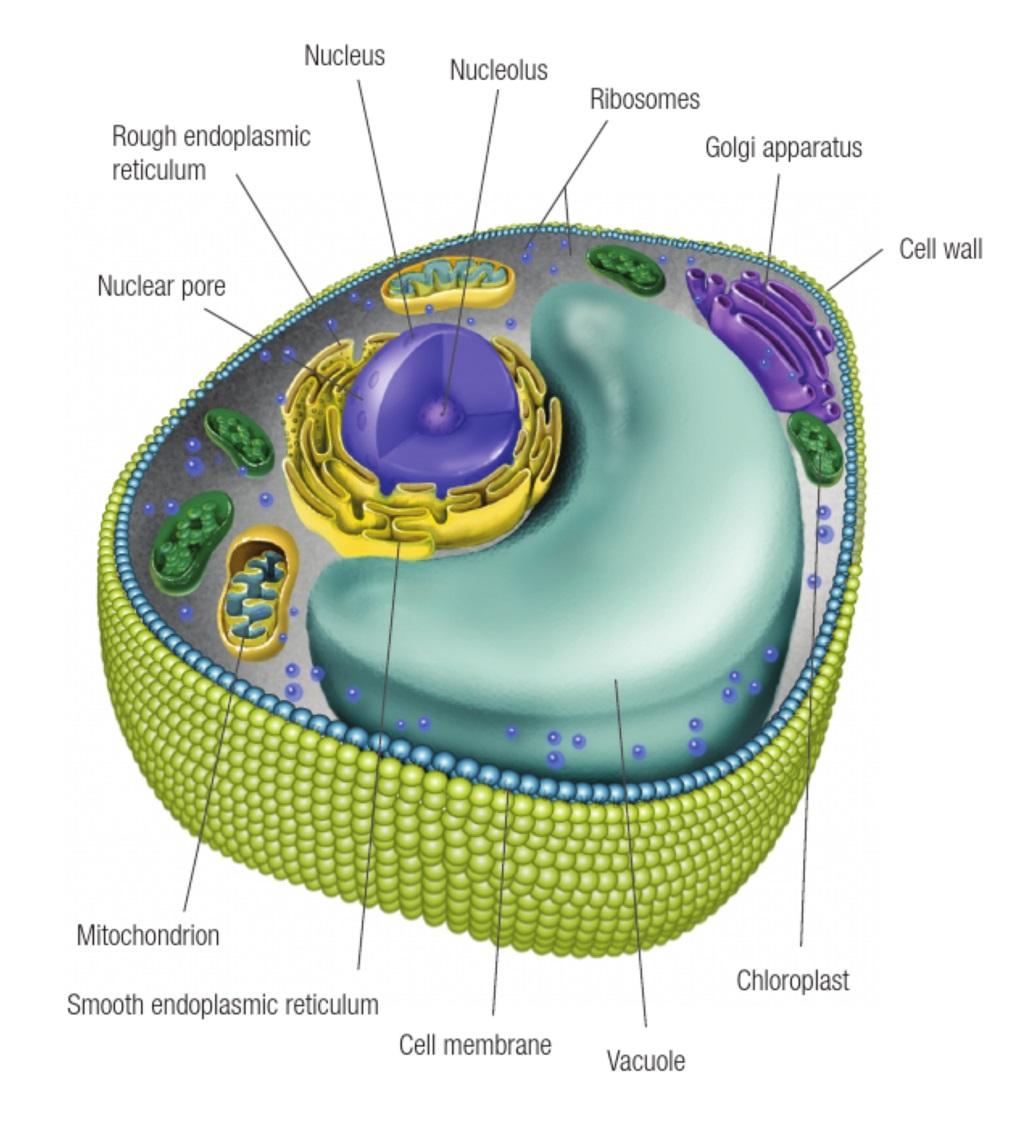 Nucleus
Nucleolus
Ribosomes
Rough endoplasmic
reticulum
Golgi apparatus
Cell wall
Nuclear pore
Mitochondrion
Chloroplast
Smooth endoplasmic reticulum
Cell membrane
Vacuole